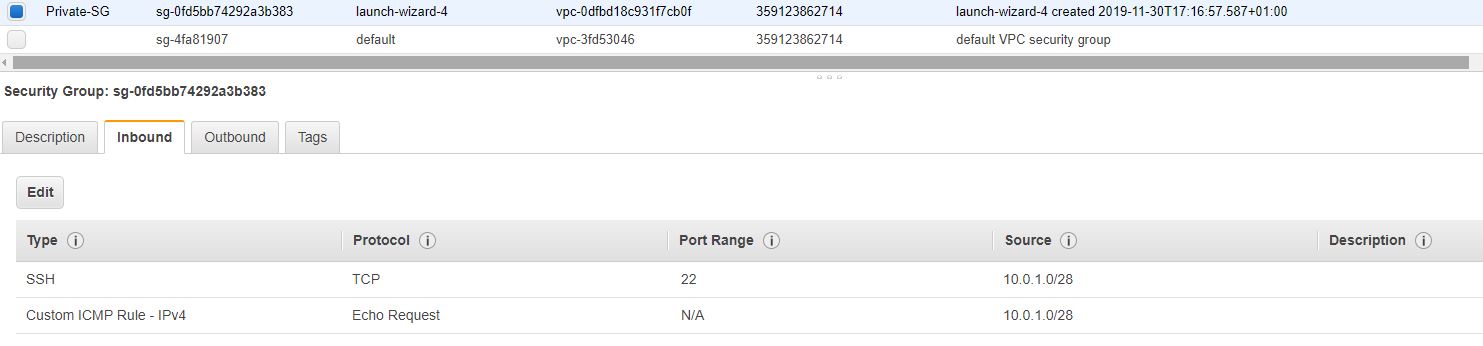 Private-SG sg-0fd5bb74292a3b383 launch-wizard-4 vpc-0dfbd18c931f7cb0f 359123862714 launch-wizard-4 created 2019-11-30T17:16:57.587+01:00
sg-4fa81907 default vpc-3fd53046 359123862714 default VPC security group
Security Group: sg-0fd5bb74292a3b383
Description Inbound Outbound Tags
Edit
Type Protocol Port Range Source Description
SSH TCP 22 10.0.1.0/28
Custom ICMP Rule - IPv4 Echo Request N/A 10.0.1.0/28